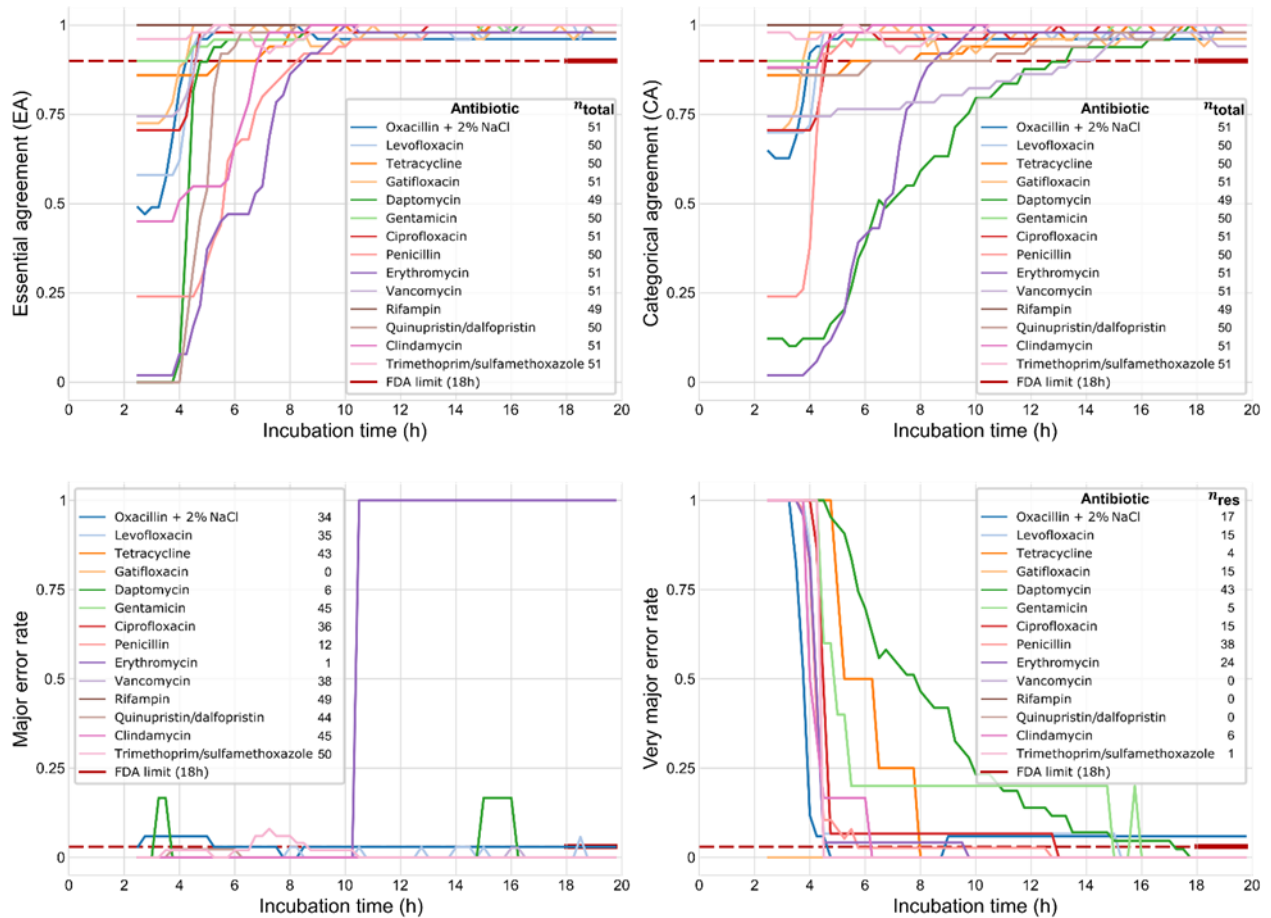 Essential agreement (EA)
1
0.75
0.5
0.25
0
Antibiotic n total
Oxacillin + 2% NaCl 51
Levofloxacin 50
Tetracycline 50
Gatifloxacin 51
Daptomycin 49
Gentamicin 50
Ciprofloxacin 51
Penicillin 50
Erythromycin 51
Vancomycin 51
Rifampin 49
Quinupristin/dalfopristin 50
Clindamycin 51
Trimethoprim/sulfamethoxazole 51
FDA limit (18h)
0 2 4 6 8 10 12 14 16 18 20
Incubation time (h)
Categorical agreement (CA)
1
0.75
0.5
0.25
0
Antibiotic n total
Oxacillin + 2% NaCl 51
Levofloxacin 50
Tetracycline 50
Gatifloxacin 51
Daptomycin 49
Gentamicin 50
Ciprofloxacin 51
Penicillin 50
Erythromycin 51
Vancomycin 51
Rifampin 49
Quinupristin/dalfopristin 50
Clindamycin 51
Trimethoprim/sulfamethoxazole 51
FDA limit (18h)
0 2 4 6 8 10 12 14 16 18 20
Incubation time (h)
Major error rate
1
0.75
0.5
0.25
0
Oxacillin + 2% NaCl 34
Levofloxacin 35
Tetracycline 43
Gatifloxacin 0
Daptomycin 6
Gentamicin 45
Ciprofloxacin 36
Penicillin 12
Erythromycin 1
Vancomycin 38
Rifampin 49
Quinupristin/dalfopristin 44
Clindamycin 45
Trimethoprim/sulfamethoxazole 50
FDA limit (18h)
0 2 4 6 8 10 12 14 16 18 20
Incubation time (h)
Very major error rate
1
0.75
0.5
0.25
0
Antibiotic n res
Oxacillin + 2% NaCl 17
Levofloxacin 15
Tetracycline 4
Gatifloxacin 15
Daptomycin 43
Gentamicin 5
Ciprofloxacin 15
Penicillin 38
Erythromycin 24
Vancomycin 0
Rifampin 0
Quinupristin/dalfopristin 0
Clindamycin 6
Trimethoprim/sulfamethoxazole 1
FDA limit (18h)
0 2 4 6 8 10 12 14 16 18 20
Incubation time (h)